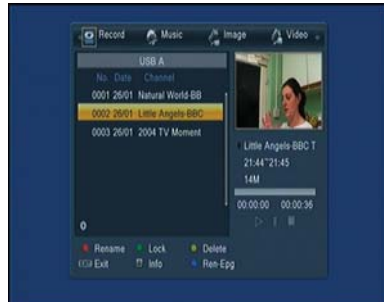 Record Music Image Video
USB A
No. Date Channel
0001 26/01 Natural World-BB
0002 26/01 Little Angels-BBC
0003 26/01 2004 TV Moment
Little Angels-BBC T
21:44~21:45
14M
00:00:00 00:00:36
0
Rename Lock Delete
Exit Info Ren-Epg